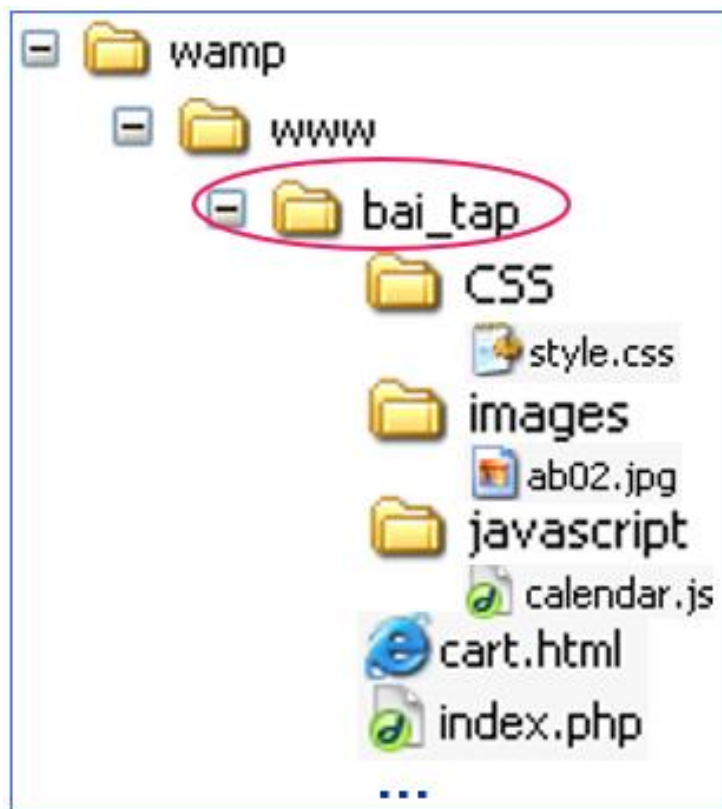 wamp
www
bai_tap
CSS
style.css
images
ab02.jpg
javascript
calendar.js
cart.html
index.php
...